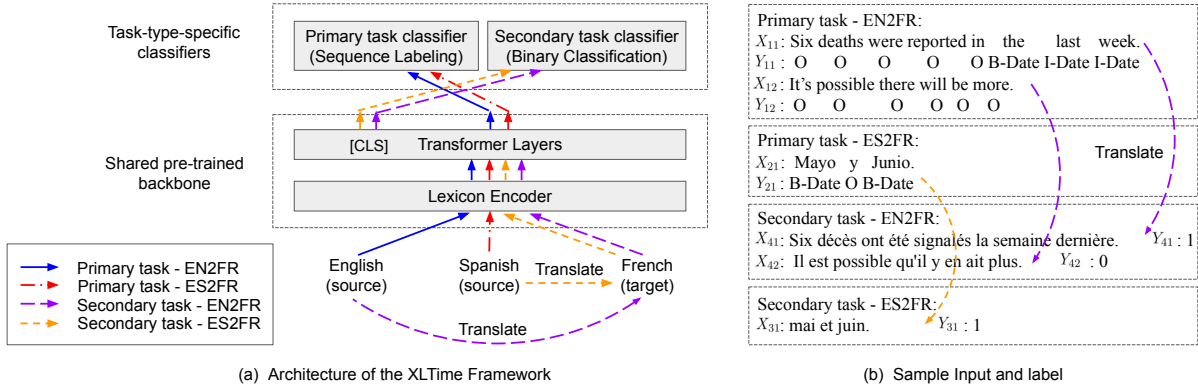 Task-type-specific
classifiers
Primary task classifier
(Sequence Labeling)
Secondary task classifier
(Binary Classification)
Shared pre-trained
backbone
[CLS] Transformer Layers
Lexicon Encoder
Primary task - EN2FR
Primary task - ES2FR
Secondary task - EN2FR
Secondary task - ES2FR
English
(source)
Spanish
(source)
Translate
French
(target)
Translate
(a) Architecture of the XLTime Framework
Primary task - EN2FR:
X11: Six deaths were reported in the last week.
Y11: O O O O O B-Date I-Date I-Date
X12: It's possible there will be more.
Y12: O O O O O O
Primary task - ES2FR:
X21: Mayo y Junio.
Y21: B-Date O B-Date
Translate
Secondary task - EN2FR:
X41: Six décès ont été signalés la semaine dernière. Y41: 1
X42: Il est possible qu'il y en ait plus. Y42 : 0
Secondary task - ES2FR:
X31: mai et juin. Y31 : 1
(b) Sample Input and label